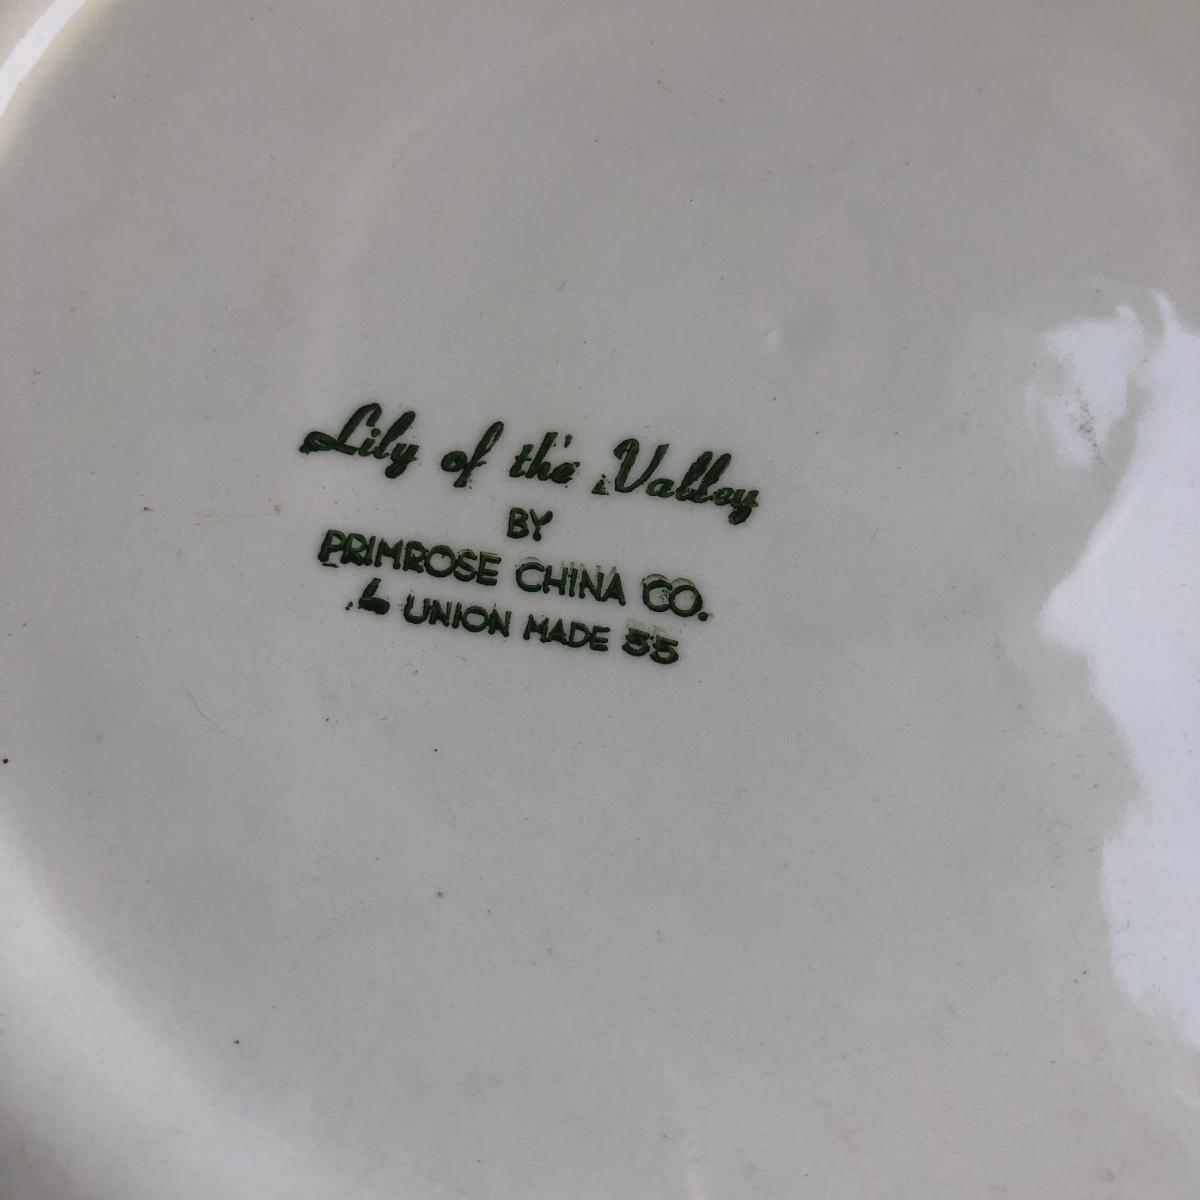 Lily of the Valley
BY
PRIMROSE CHINA CO.
L UNION MADE 55